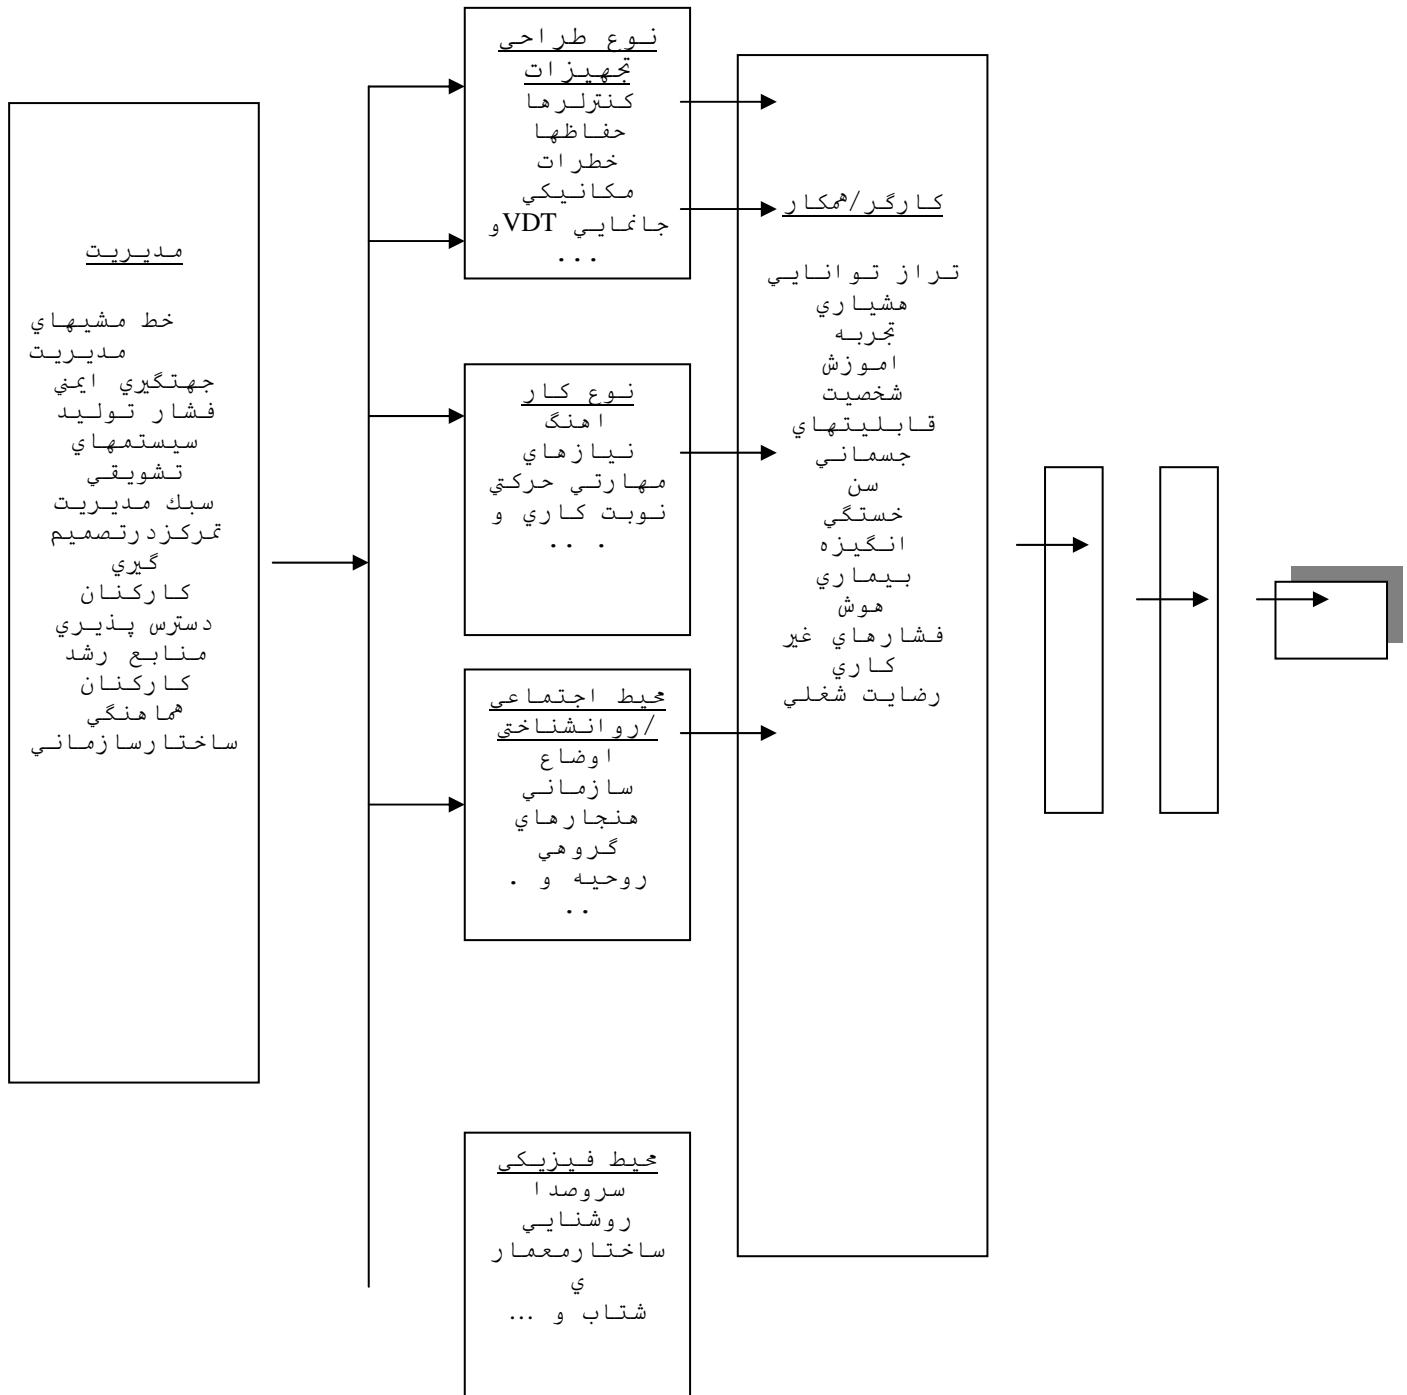 مديريت
خط مشيهاي
مديريت
جهتگيري ايمني
فشار توليد
سيستمهاي
تشويقي
سبك مديريت
تمركزدرتصميم
گيري
كاركنان
دسترس پذيري
منابع رشد
كاركنان
هماهنگي
ساختارسازماني
نوع طراحي
تجهيزات
كنترلرها
حفاظها
خطرات
مكانيكي
جانمايي VDTو
...
نوع كار
اهنگ
نيازهاي
مهارتي حركتي
نوبت كاري و
. ..
محيط اجتماعي
/روانشناختي
اوضاع
سازماني
هنجارهاي
گروهي
روحيه و .
..
محيط فيزيكي
سروصدا
روشنايي
ساختارمعمار
ي
شتاب و ...
كارگر/همكار
تراز توانايي
هشياري
تجربه
اموزش
شخصيت
قابليتهاي
جسماني
سن
خستگي
انگيزه
بيماري
هوش
فشارهاي غير
كاري
رضايت شغلي